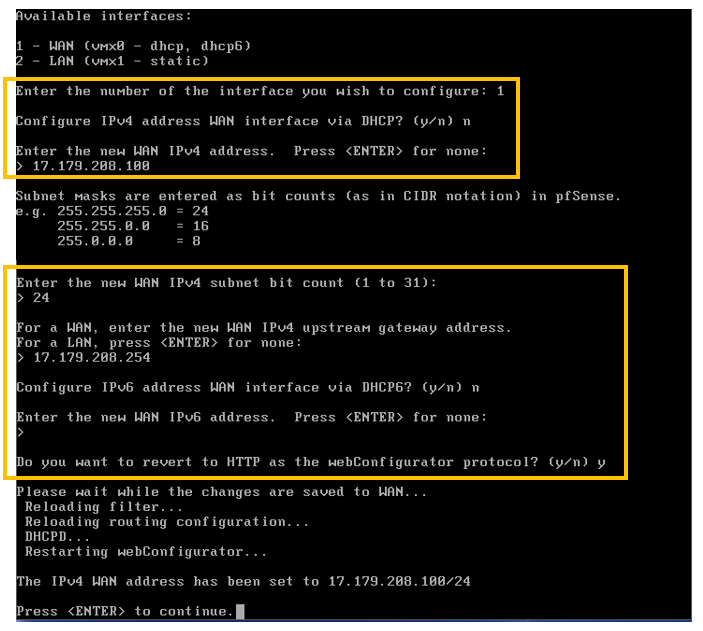 Available interfaces:
1 - WAN (vmx0 - dhcp, dhcp6)
2 - LAN (vmx1 - static)
Enter the number of the interface you wish to configure: 1
Configure IPv4 address WAN interface via DHCP? (y/n) n
Enter the new WAN IPv4 address.  Press <ENTER> for none:
> 17.179.208.100
Subnet masks are entered as bit counts (as in CIDR notation) in pfSense.
e.g. 255.255.255.0 = 24
     255.255.0.0   = 16
     255.0.0.0     = 8
Enter the new WAN IPv4 subnet bit count (1 to 31):
> 24
For a WAN, enter the new WAN IPv4 upstream gateway address.
For a LAN, press <ENTER> for none:
> 17.179.208.254
Configure IPv6 address WAN interface via DHCP6? (y/n) n
Enter the new WAN IPv6 address.  Press <ENTER> for none:
>
Do you want to revert to HTTP as the webConfigurator protocol? (y/n) y
Please wait while the changes are saved to WAN...
 Reloading filter...
 Reloading routing configuration...
 DHCPD...
 Restarting webConfigurator...
The IPv4 WAN address has been set to 17.179.208.100/24
Press <ENTER> to continue.